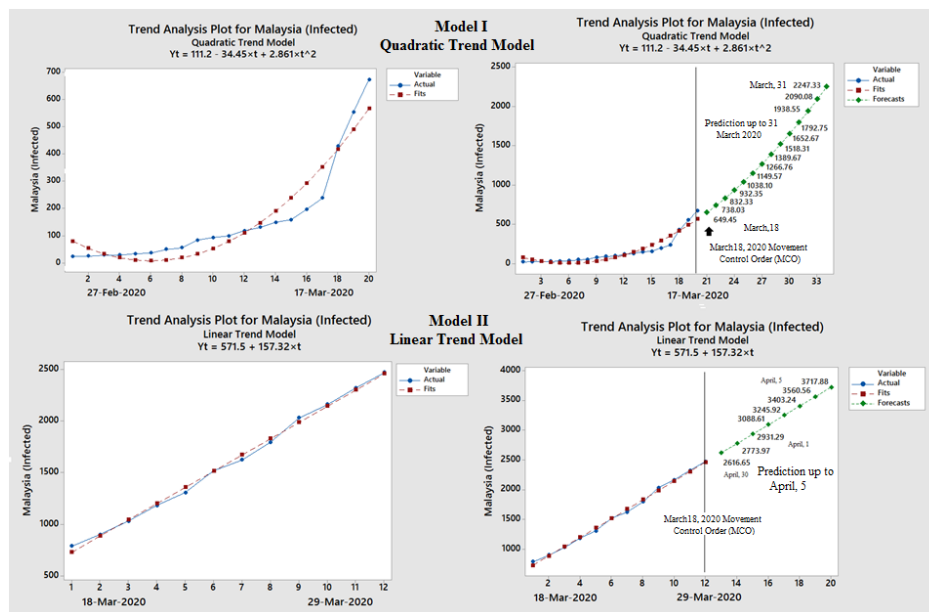 Model I
Quadratic Trend Model
Trend Analysis Plot for Malaysia (Infected)
Quadratic Trend Model
Yt = 111.2 - 34.45×t + 2.861×t^2
Variable
Actual
Fits
Malaysia (Infected)
700
600
500
400
300
200
100
0
2 4 6 8 10 12 14 16 18 20
27-Feb-2020 17-Mar-2020
Trend Analysis Plot for Malaysia (Infected)
Quadratic Trend Model
Yt = 111.2 - 34.45×t + 2.861×t^2
Variable
Actual
Fits
Forecasts
Malaysia (Infected)
2500
2000
1500
1000
500
0
March, 31
2247.33
2090.08
1938.55
Prediction up to 31
March 2020
1792.75
1652.67
1518.31
1389.67
1266.76
1149.57
1038.10
932.35
832.33
738.03
649.45
March,18
March18, 2020 Movement
Control Order (MCO)
3 6 9 12 15 18 21 24 27 30 33
27-Feb-2020 17-Mar-2020
Model II
Linear Trend Model
Trend Analysis Plot for Malaysia (Infected)
Linear Trend Model
Yt = 571.5 + 157.32×t
Variable
Actual
Fits
Malaysia (Infected)
2500
2000
1500
1000
500
1 2 3 4 5 6 7 8 9 10 11 12
18-Mar-2020 29-Mar-2020
Trend Analysis Plot for Malaysia (Infected)
Linear Trend Model
Yt = 571.5 + 157.32×t
Variable
Actual
Fits
Forecasts
Malaysia (Infected)
4000
3500
3000
2500
2000
1500
1000
April, 5
3717.88
3560.56
3403.24
3245.92
3088.61
2931.29
April, 1
2773.97
2616.65
April, 30
Prediction up to
April, 5
March18, 2020 Movement
Control Order (MCO)
2 4 6 8 10 12 14 16 18 20
18-Mar-2020 29-Mar-2020